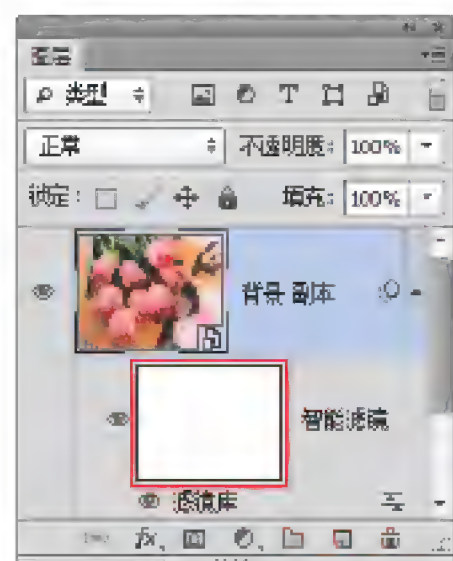 图层
类型
正常 不透明度: 100%
锁定: 填充: 100%
背景 副本
智能滤镜
滤镜库
fx